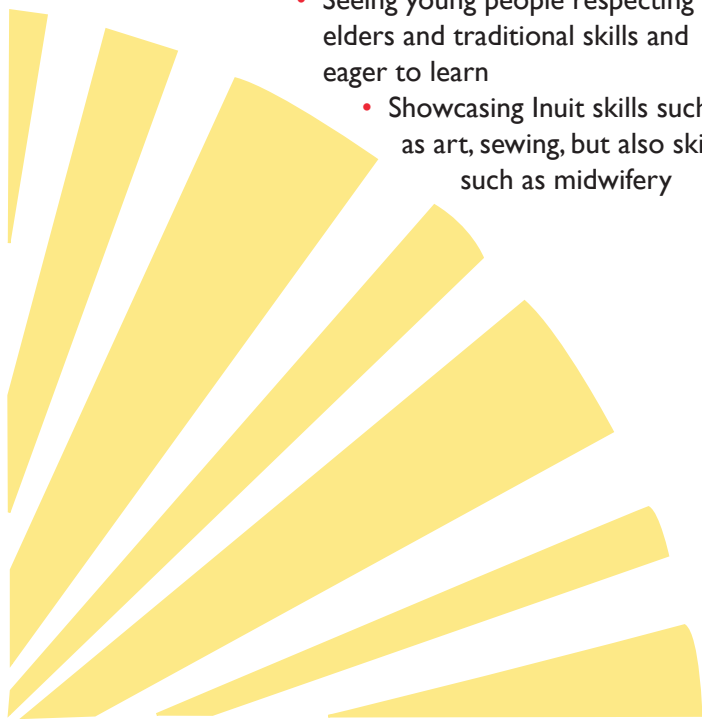 • Seeing young people respecting
elders and traditional skills and
eager to learn
• Showcasing Inuit skills such
as art, sewing, but also
such as midwifery